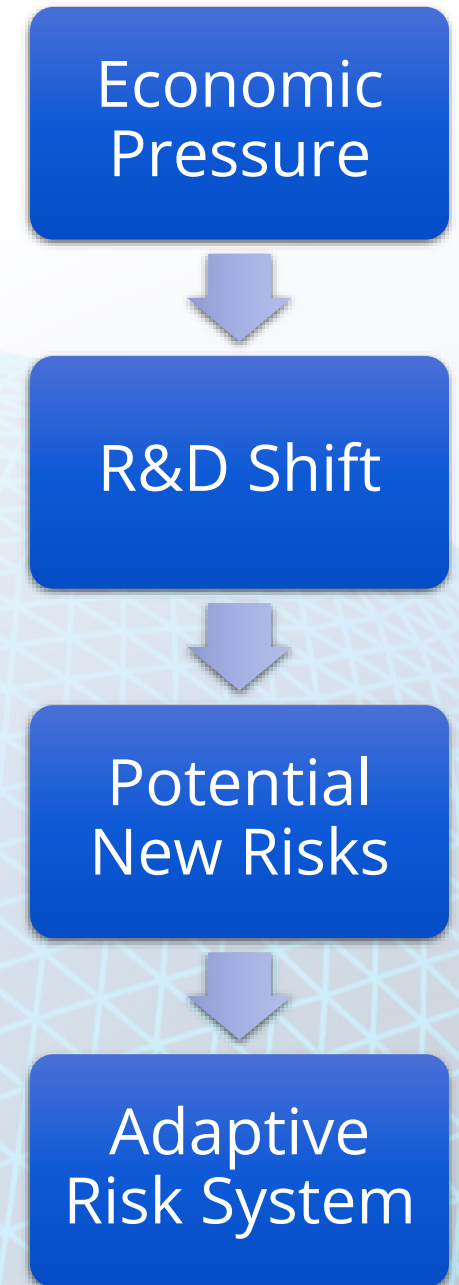 Economic
Pressure
R&D Shift
Potential
New Risks
Adaptive
Risk System